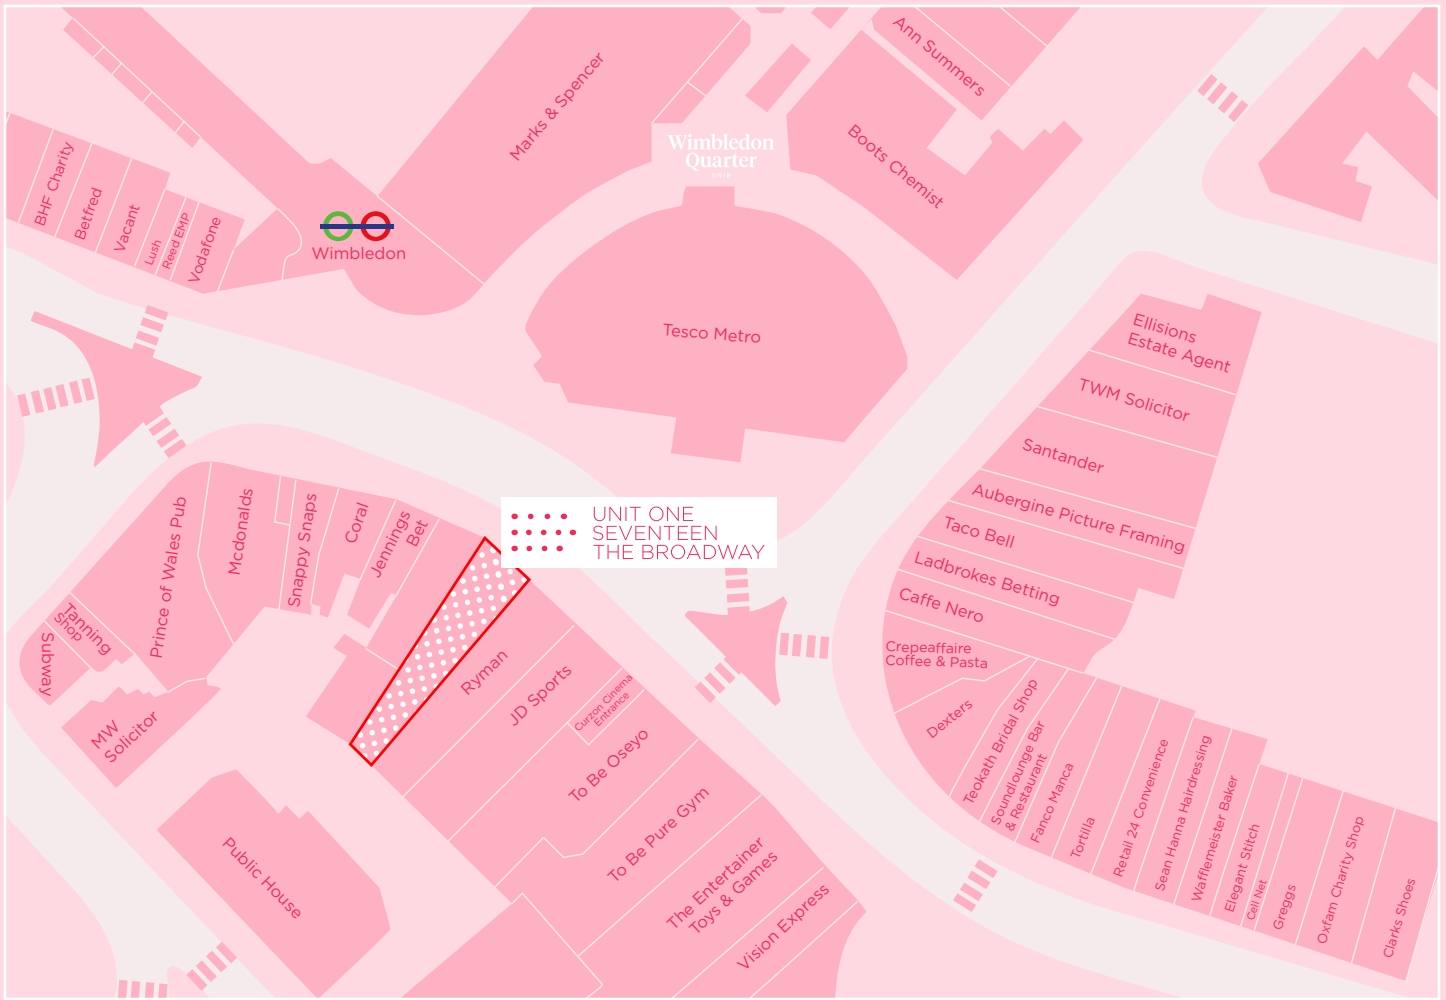 Ann Summers
Marks & Spencer
Wimbledon
Quarter
Boots Chemist
BHF Charity
Betfred
Vacant
Lush
Reed EMP
Vodafone
Wimbledon
Tesco Metro
Ellisions
Estate Agent
TWM Solicitor
Santander
Aubergine Picture Framing
Taco Bell
Ladbrokes Betting
Caffe Nero
Crepeaffaire
Coffee & Pasta
Dexters
UNIT ONE
SEVENTEEN
THE BROADWAY
Prince of Wales Pub
Mcdonalds
Snappy Snaps
Coral
Jennings
Bet
Tanning
Shop
Subway
MW
Solicitor
Public House
Ryman
JD Sports
Curzon Cinema
Entrance
To Be Oseyo
To Be Pure Gym
The Entertainer
Toys & Games
Vision Express
Teokath Bridal Shop
Soundlounge Bar
& Restaurant
Fanco Manca
Tortilla
Retail 24 Convenience
Sean Hanna Hairdressing
Wafflemeister Baker
Elegant Stitch
Cell Net
Greggs
Oxfam Charity Shop
Clarks Shoes